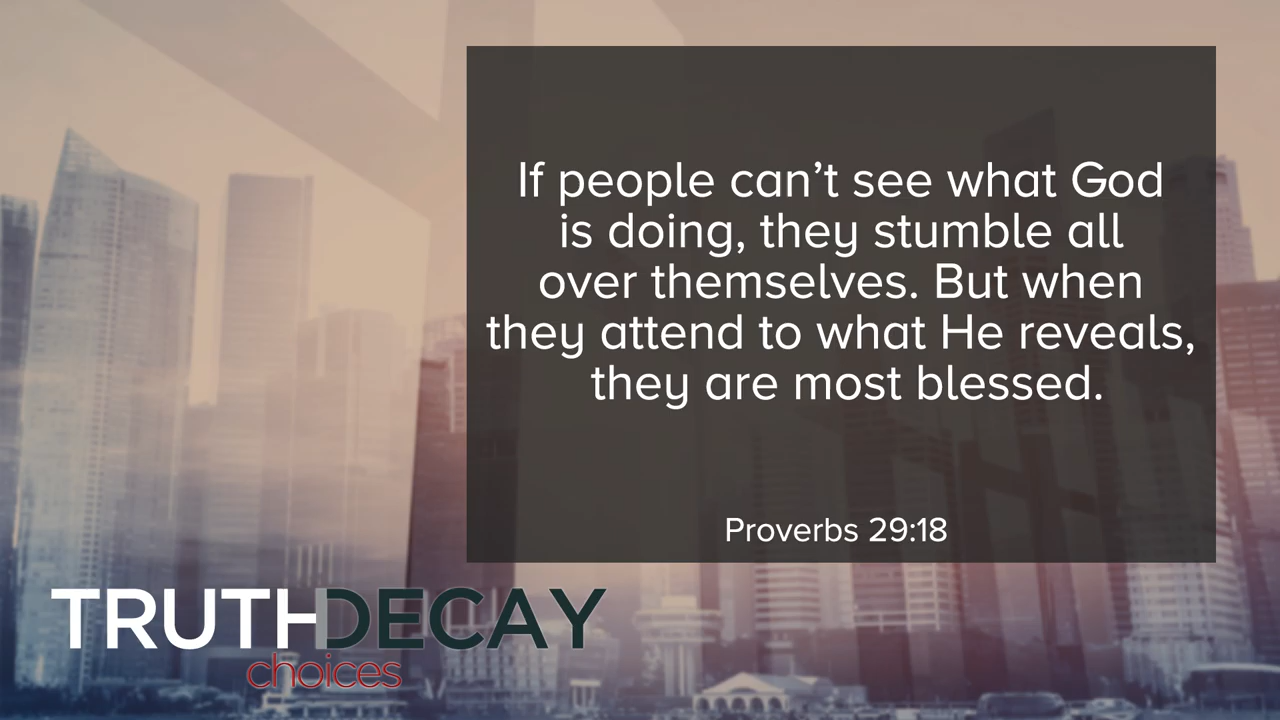 If people can’t see what God
is doing, they stumble all
over themselves. But when
they attend to what He reveals,
they are most blessed.
Proverbs 29:18
TRUTHDECAY
choices